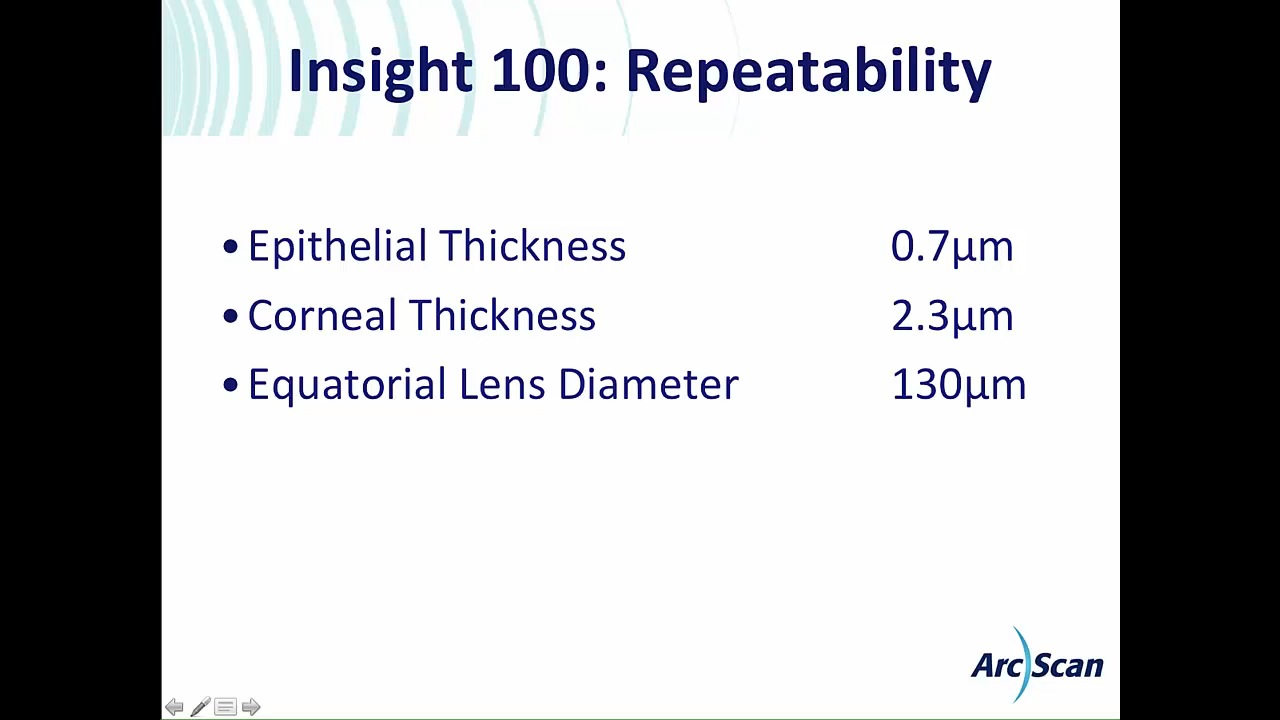 Insight 100: Repeatability
•Epithelial Thickness 0.7µm
•Corneal Thickness 2.3µm
•Equatorial Lens Diameter 130µm
ArcScan